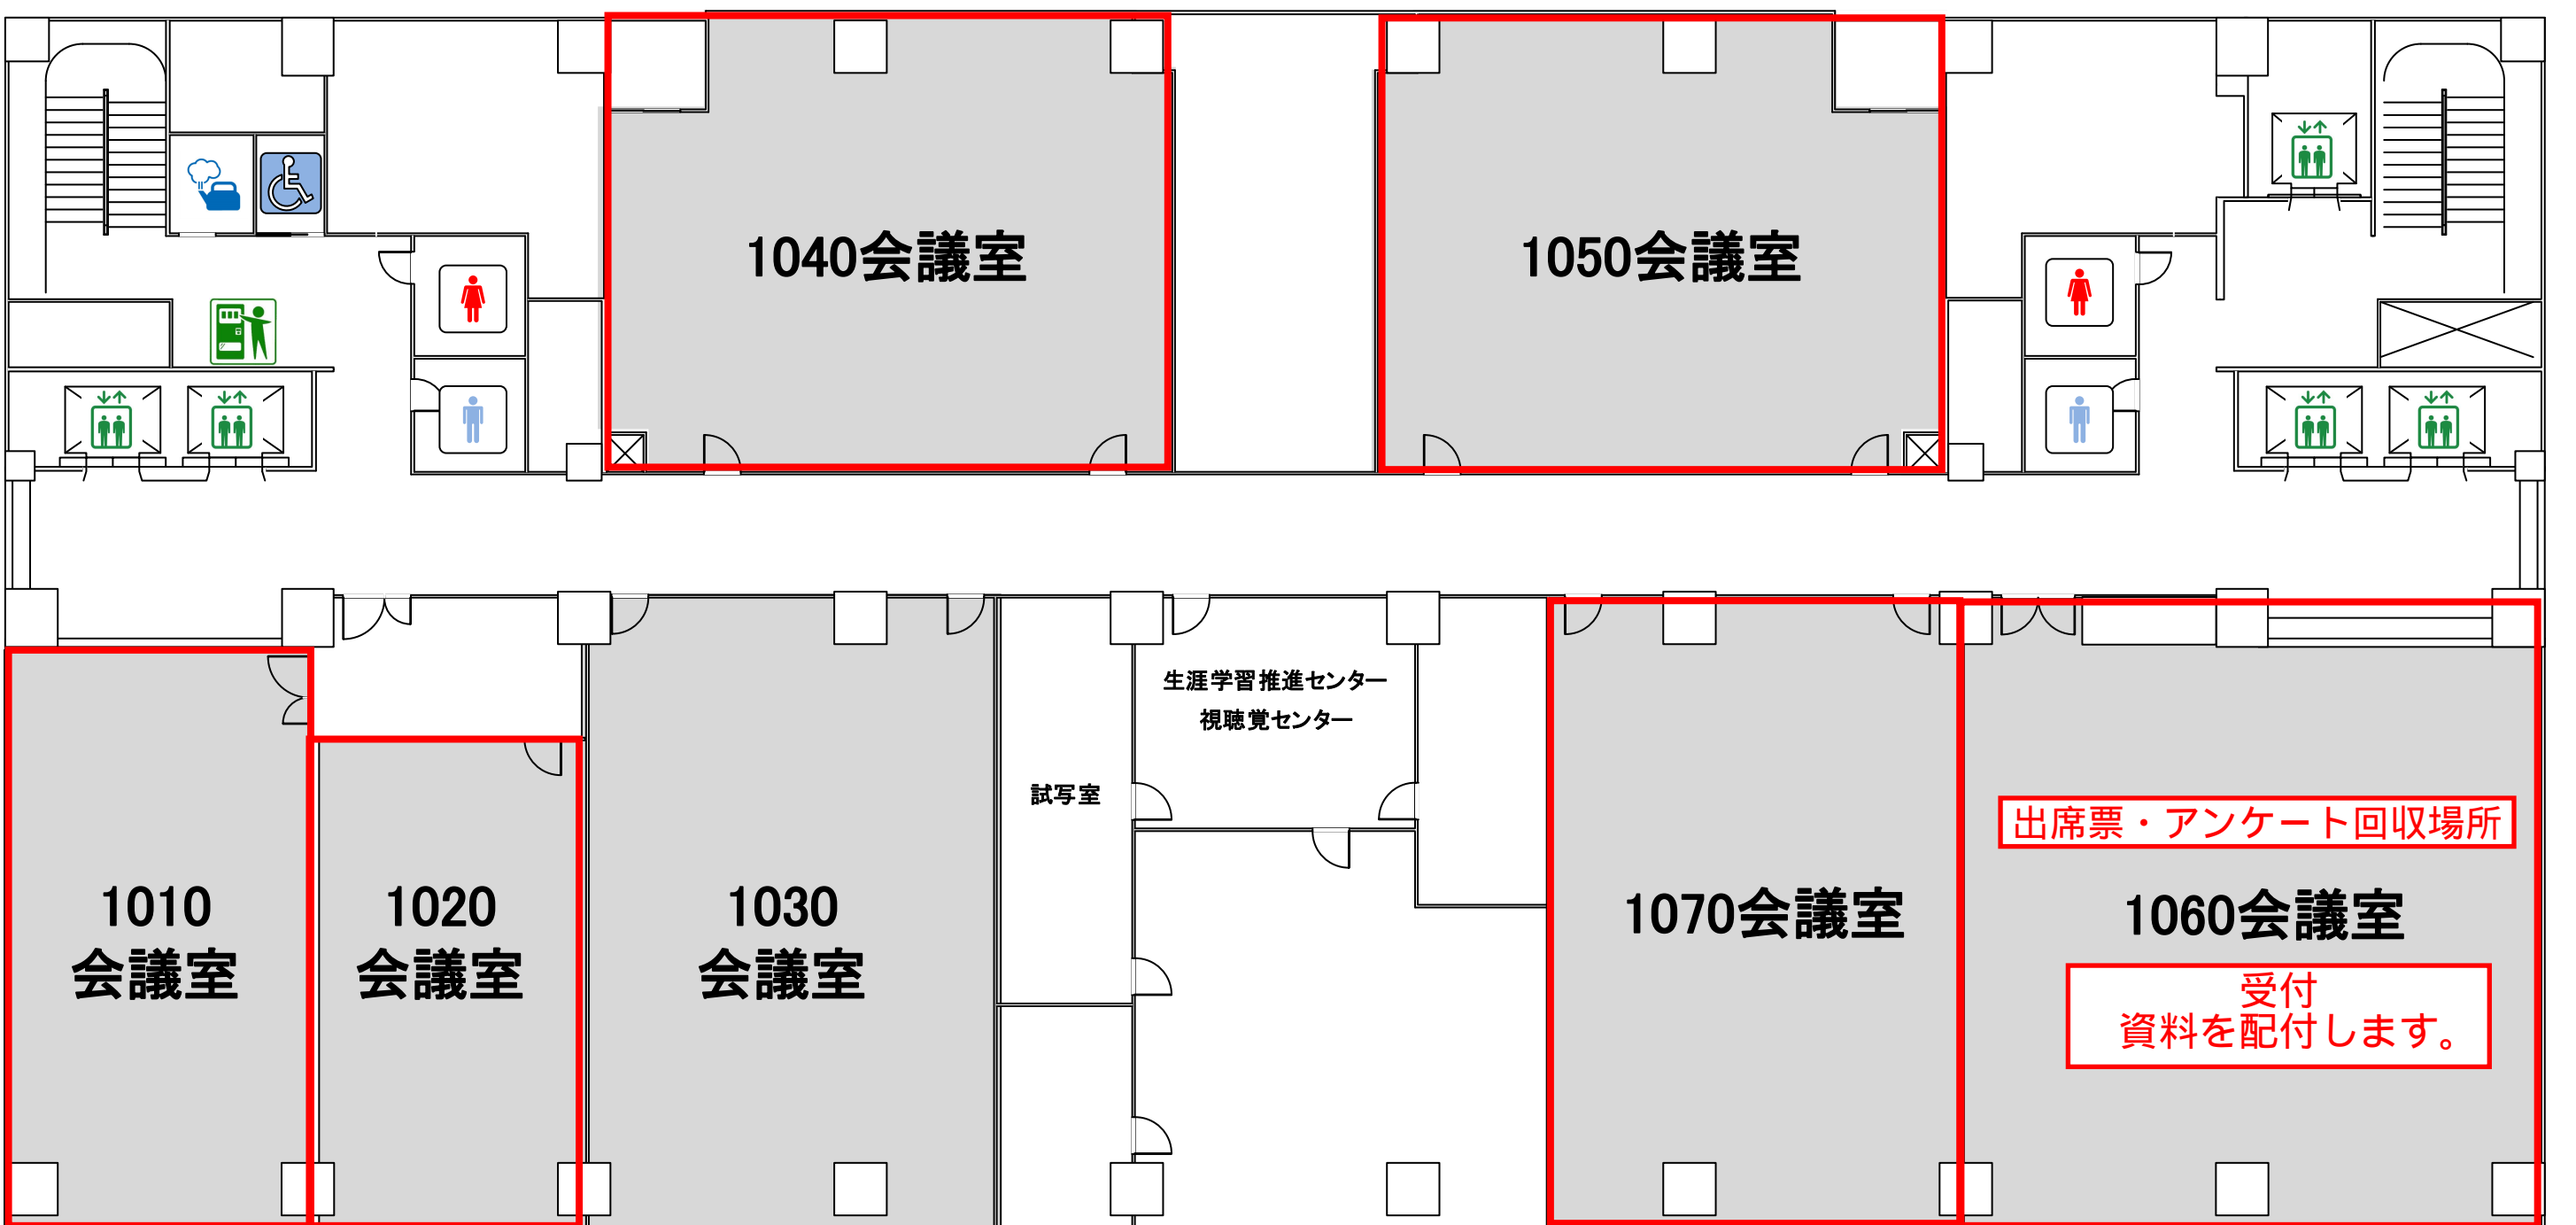 1040会議室
1050会議室
生涯学習推進センター
視聴覚センター
試写室
出席票・アンケート回収場所
1010
会議室
1020
会議室
1030
会議室
1070会議室
1060会議室
受付
資料を配付します。